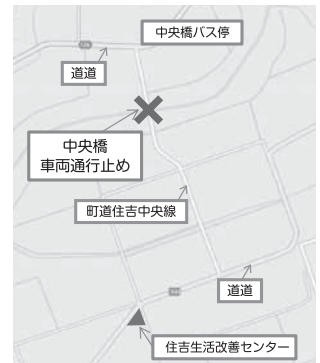 中央橋バス停
道道
中央橋
車両通行止め
町道住吉中央線
道道
住吉生活改善センター